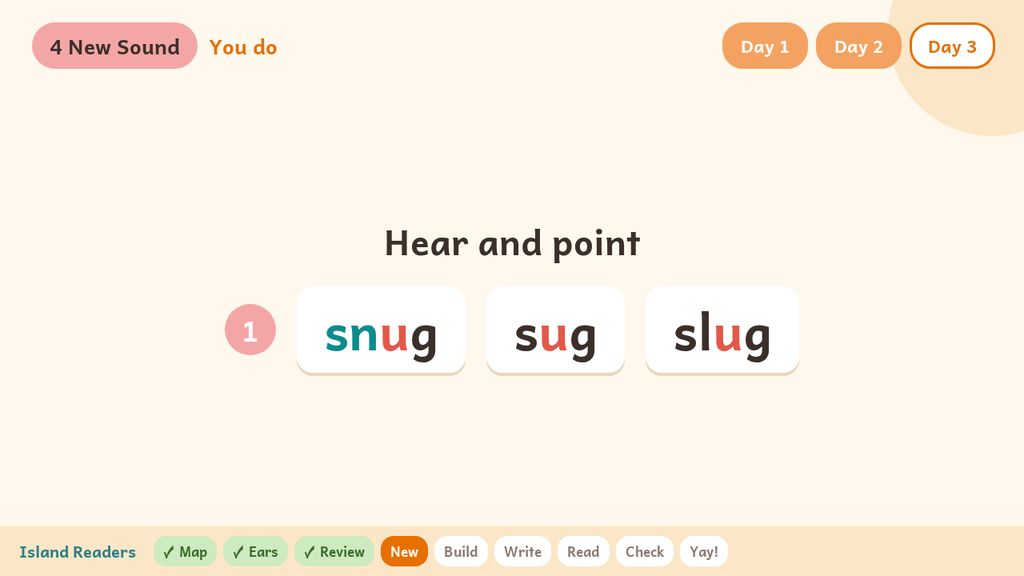 4 New Sound You do Day 1 Day 2 Day 3
Hear and point
1 snug sug slug
Island Readers ✓ Map ✓ Ears ✓ Review New Build Write Read Check Yay!